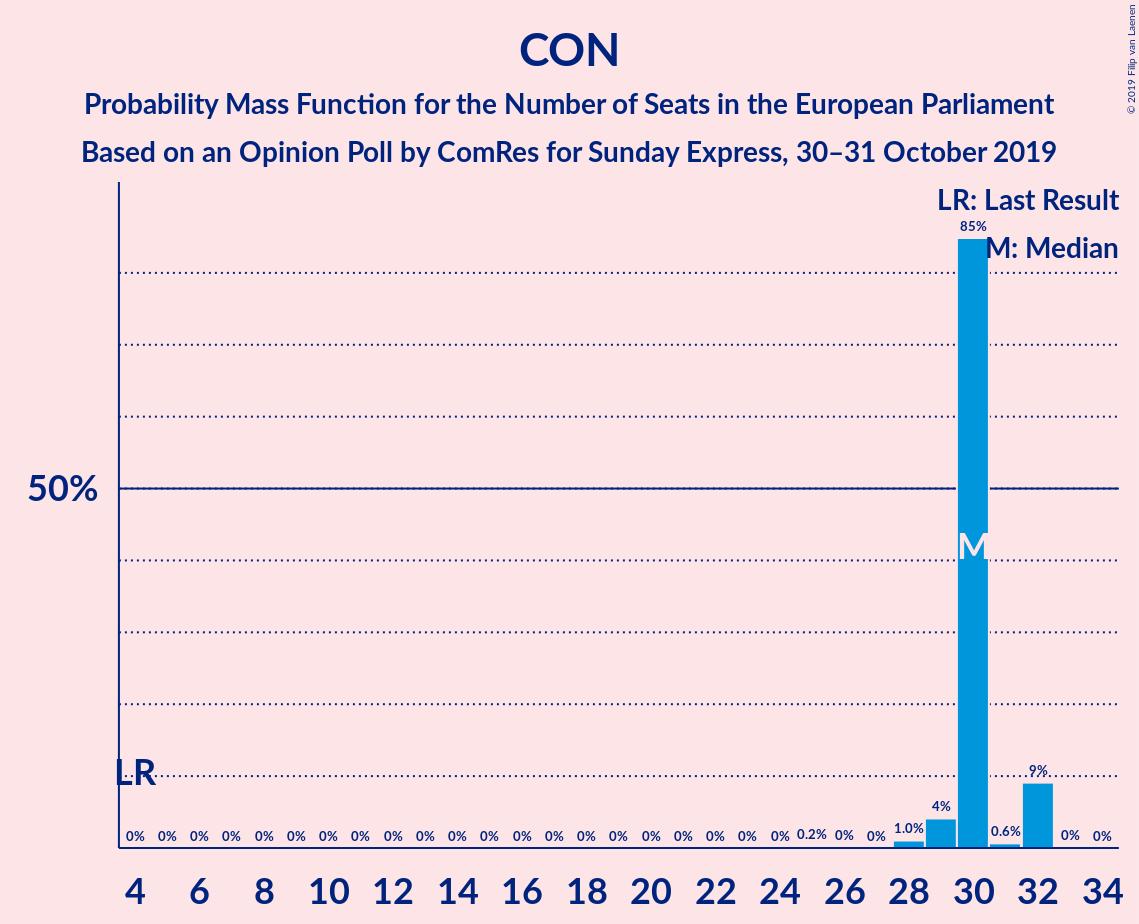 CON
Probability Mass Function for the Number of Seats in the European Parliament
Based on an Opinion Poll by ComRes for Sunday Express, 30–31 October 2019
© 2019 Filip van Laenen
LR: Last Result
M: Median
85%
50%
M
LR
9%
4%
0% 0% 0% 0% 0% 0% 0% 0% 0% 0% 0% 0% 0% 0% 0% 0% 0% 0% 0% 0% 0% 0.2% 0% 0% 1.0% 0.6% 0% 0%
4 6 8 10 12 14 16 18 20 22 24 26 28 30 32 34